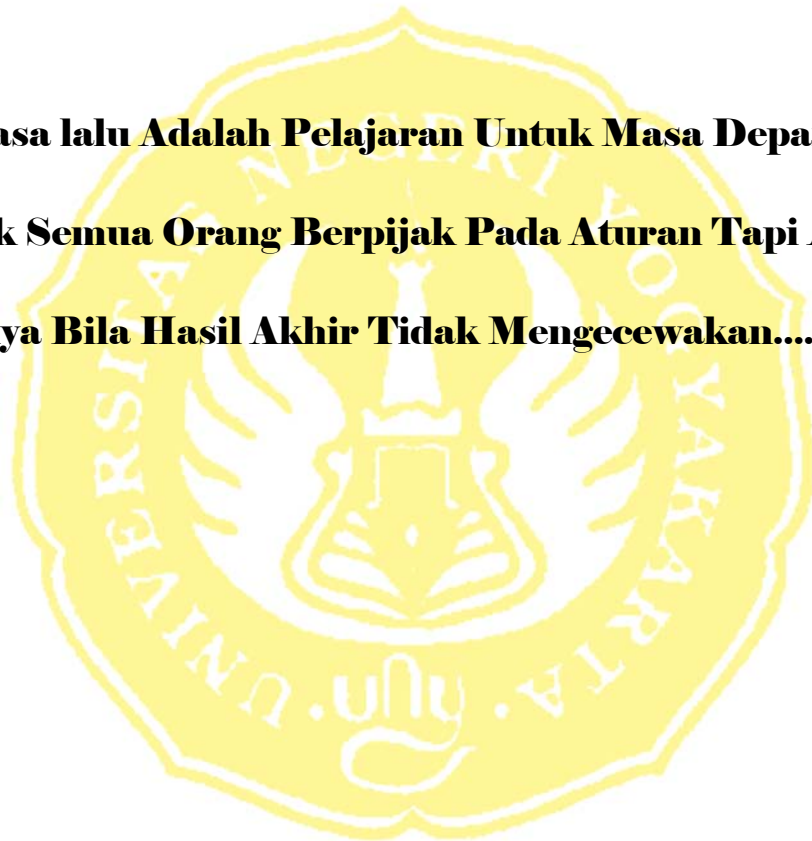 asa lalu Adalah Pelajaran Untuk Masa Depa
k Semua Orang Berpijak Pada Aturan Tapi
ya Bila Hasil Akhir Tidak Mengecewakan....
UNIVERSITAS NEGERI YOGYAKARTA
uny